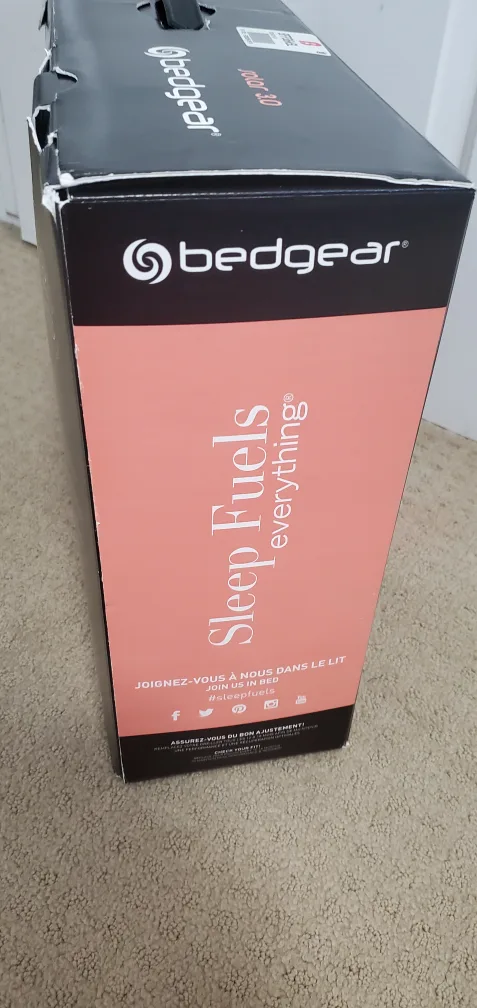 bedgear®
solar 3.0
bedgear®
Sleep Fuels
everything®
JOIGNEZ-VOUS À NOUS DANS LE LIT
JOIN US IN BED
#sleepfuels
ASSUREZ-VOUS DU BON AJUSTEMENT!
CHECK YOUR FIT!